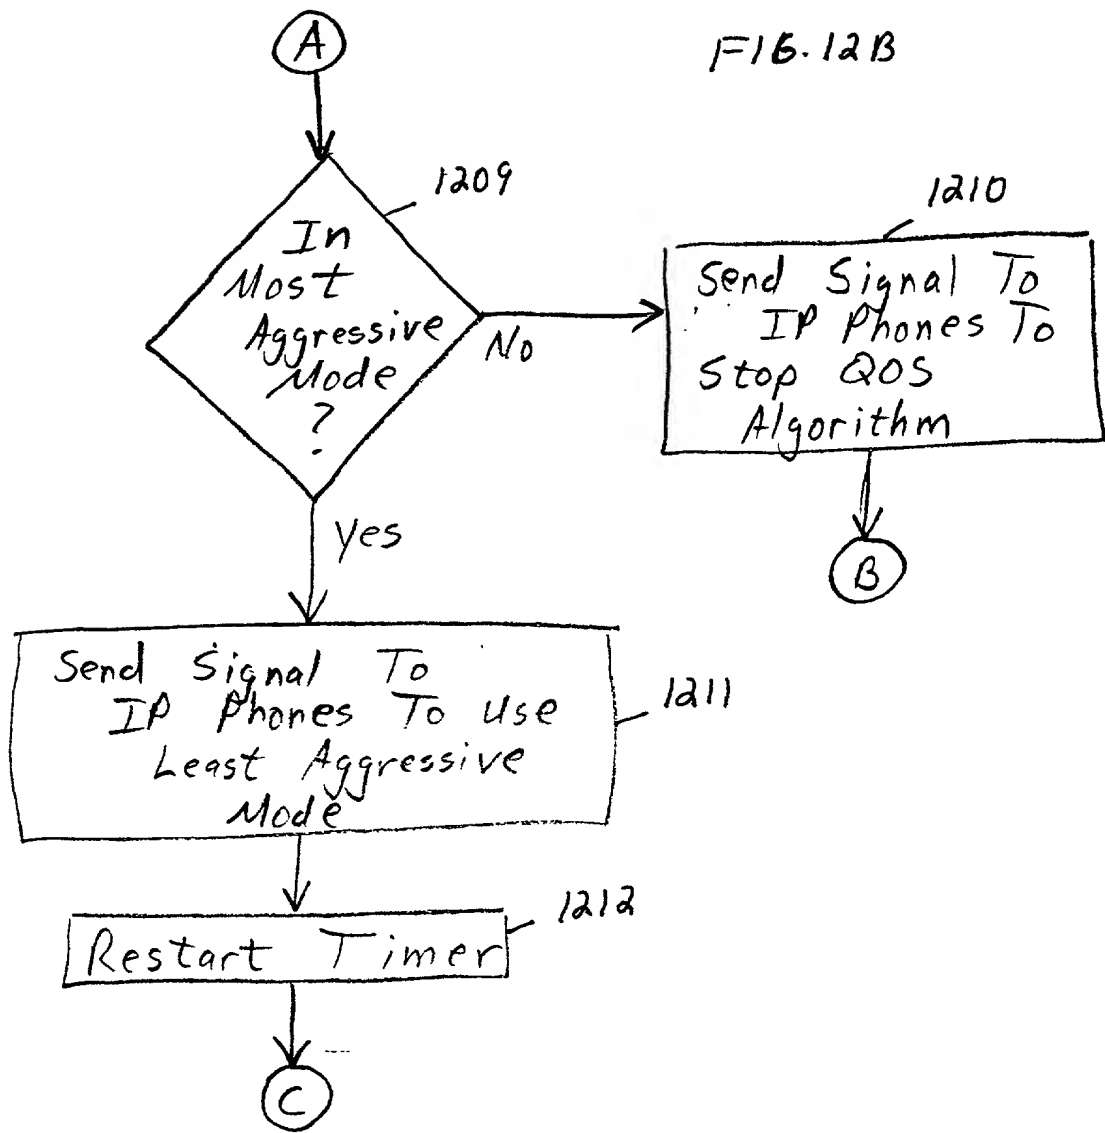 A
FIG. 12B
1209
In
Most
Aggressive
Mode
?
No
1210
Send Signal To
IP Phones To
Stop QOS
Algorithm
B
Yes
Send Signal To
IP Phones To use
Least Aggressive
Mode
1211
Restart Timer
1212
C